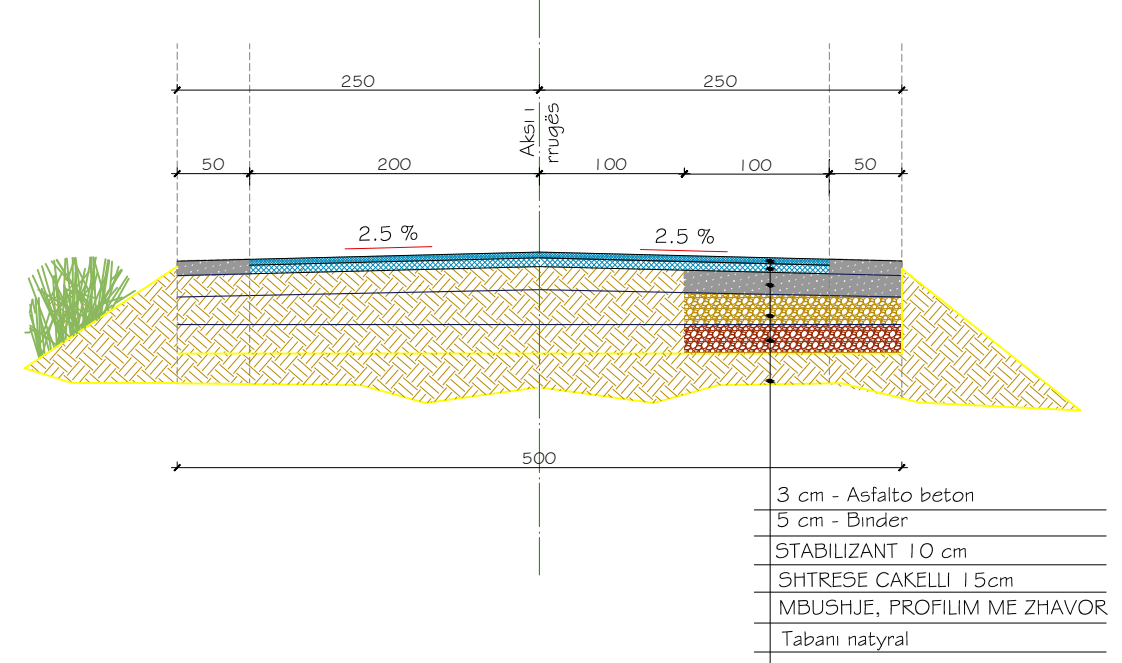 250
250
Aksi i
rrugës
50
200
100
100
50
2.5 %
2.5 %
500
3 cm - Asfalto beton
5 cm - Binder
STABILIZANT 10 cm
SHTRESE CAKELLI 15cm
MBUSHJE, PROFILIM ME ZHAVOR
Tabani natyral